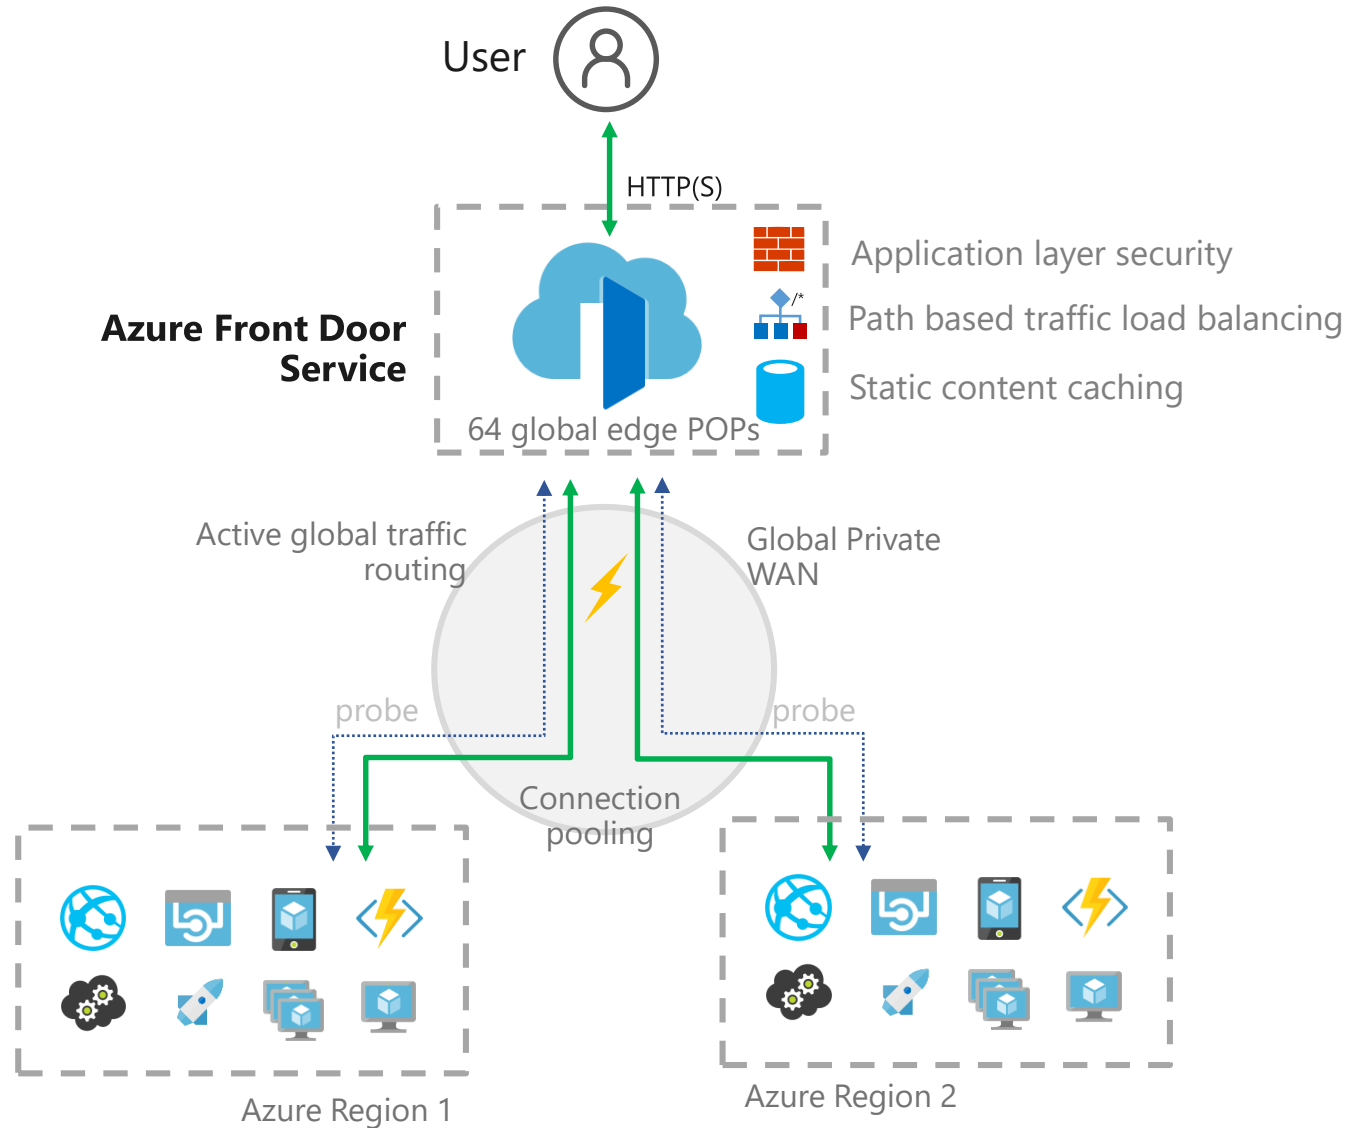 User
HTTP(S)
Application layer security
/*
Path based traffic load balancing
Azure Front Door
Service
Static content caching
64 global edge POPs
Active global traffic
routing
Global Private
WAN
probe
probe
Connection
pooling
Azure Region 1
Azure Region 2